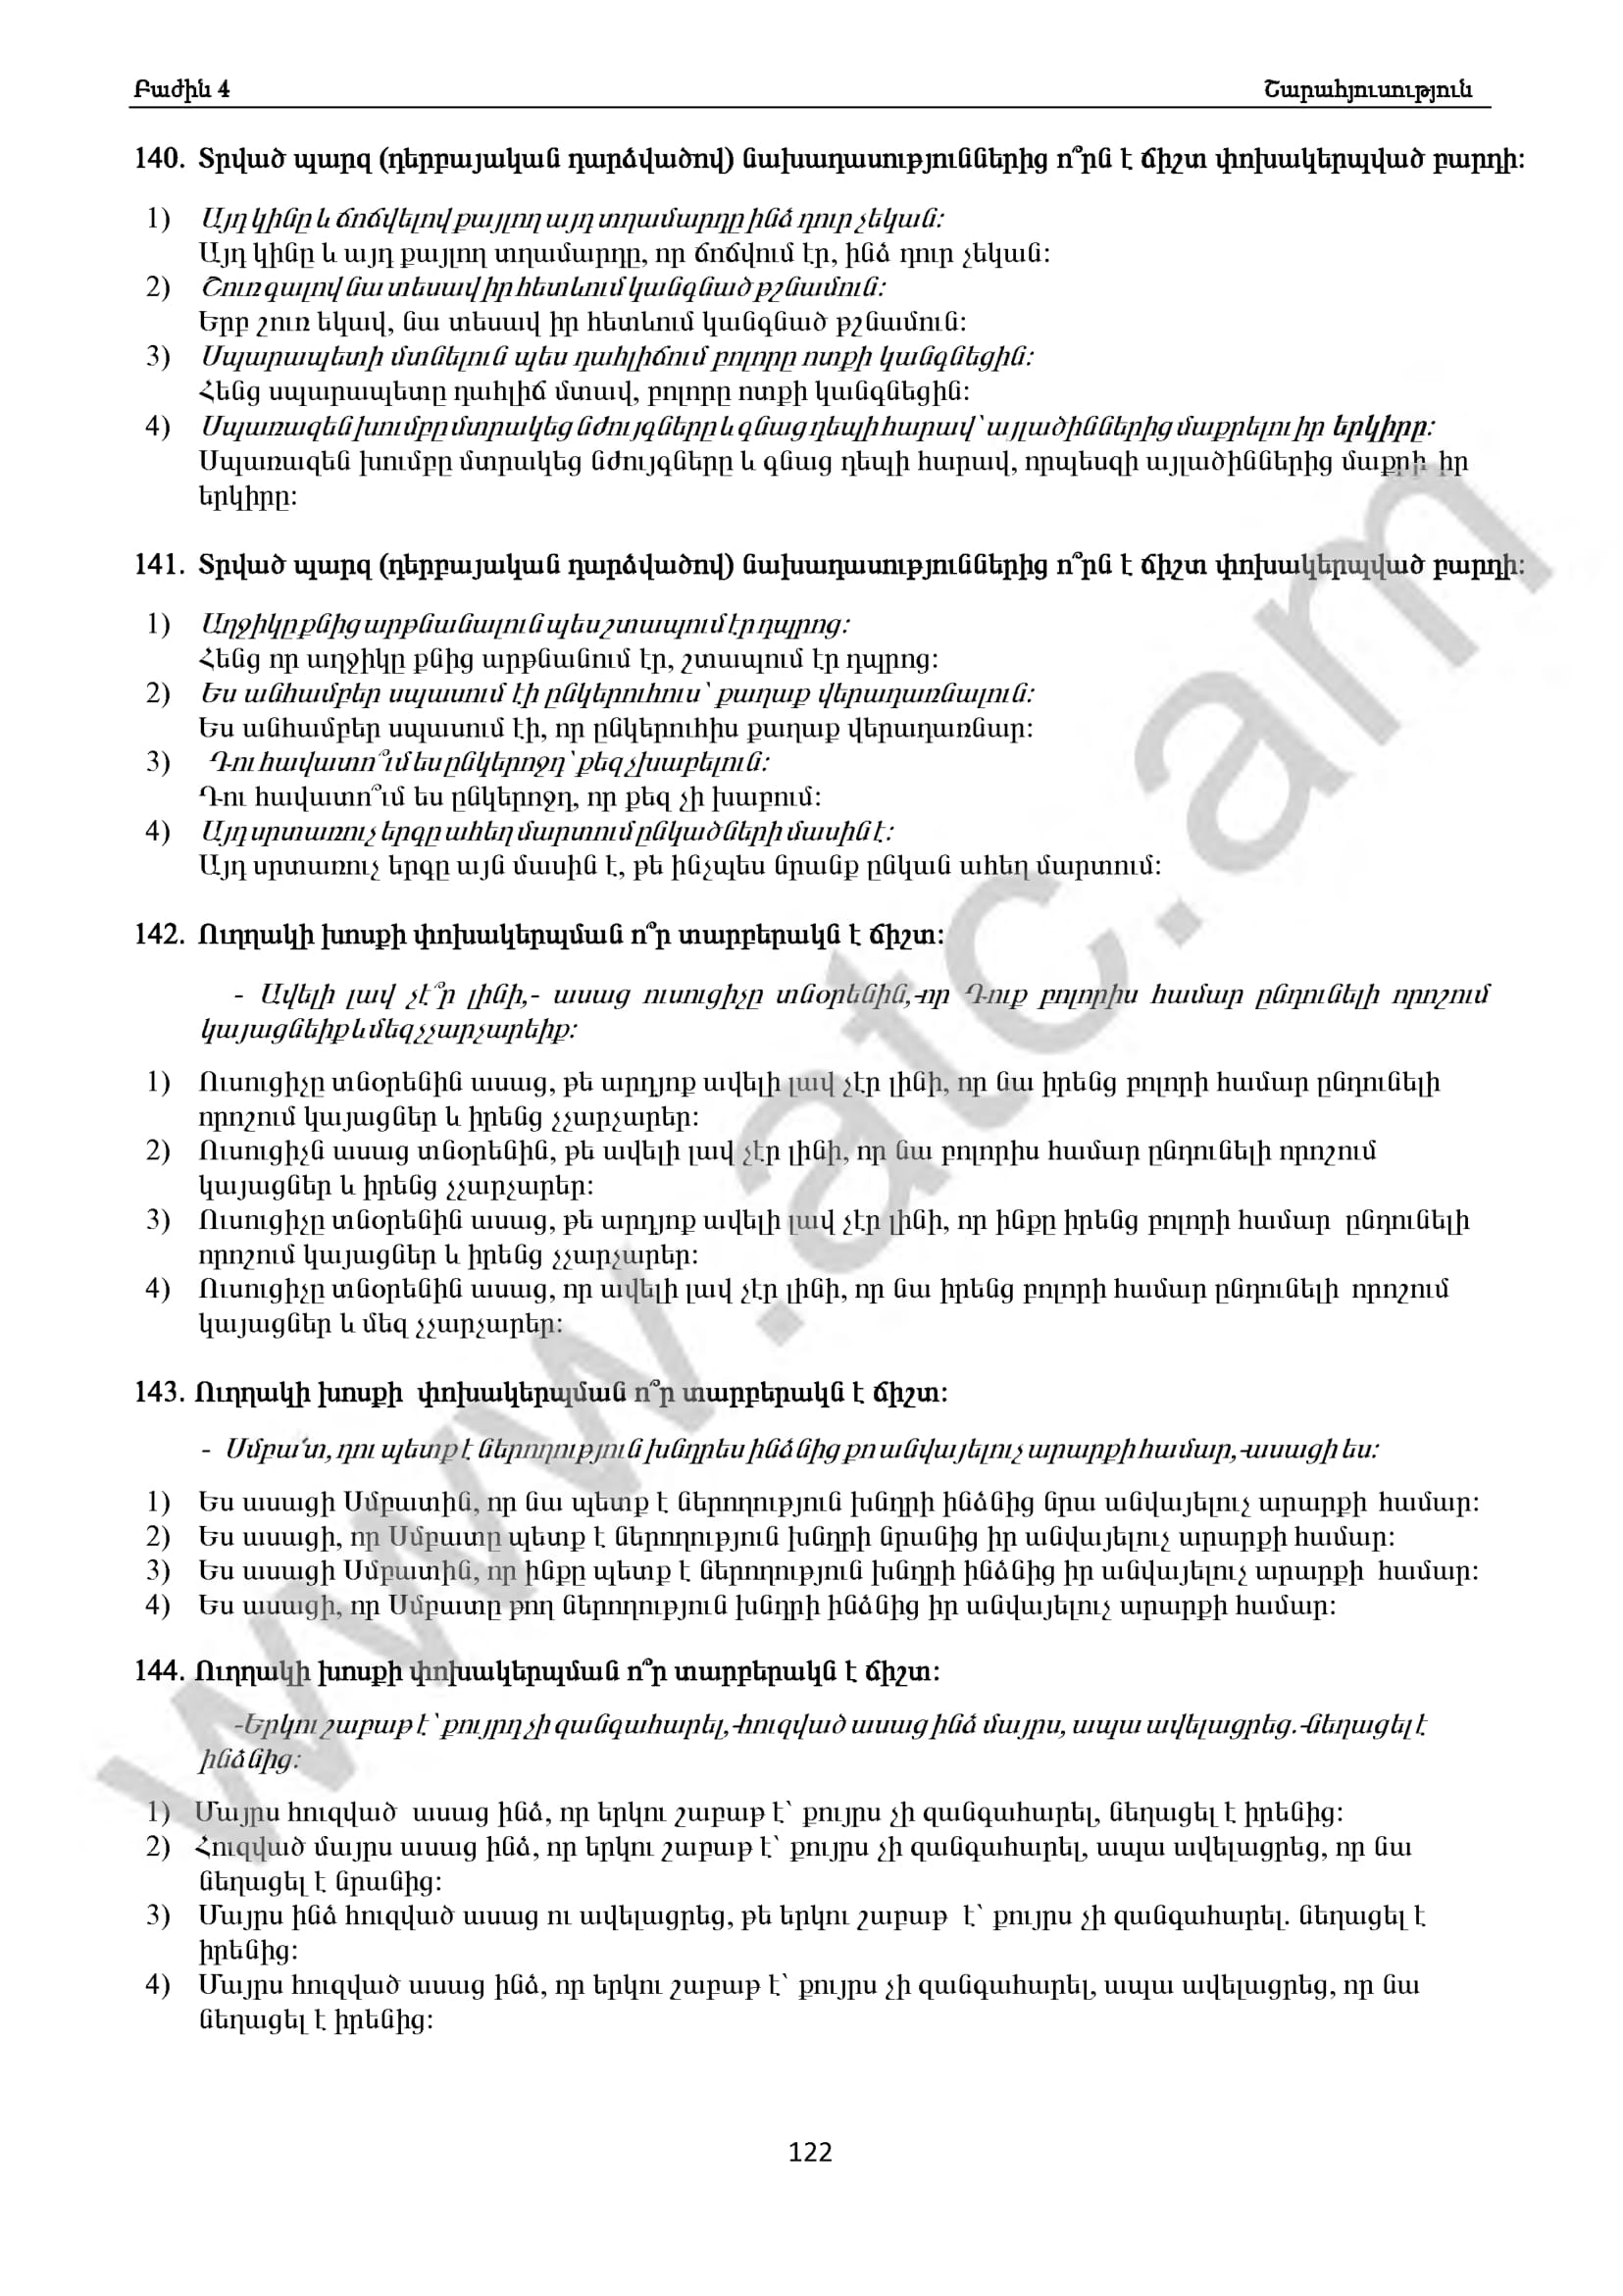 Բաժին 4 Շարահյուսություն
140. Տրված պարզ (դերբայական դարձվածով) նախադասություններից ո՞րն է ճիշտ փոխակերպված բարդի:
1) Այդ կինը և ճոճվելով քայլող այդ տղամարդը ինձ դուր չեկան:
Այդ կինը և այդ քայլող տղամարդը, որ ճոճվում էր, ինձ դուր չեկան:
2) Շուռ գալով նա տեսավ իր հետևում կանգնած թշնամուն:
Երբ շուռ եկավ, նա տեսավ իր հետևում կանգնած թշնամուն:
3) Սպարապետի մտնելուն պես դահլիճում բոլորը ոտքի կանգնեցին:
Հենց սպարապետը դահլիճ մտավ, բոլորը ոտքի կանգնեցին:
4) Սպառազեն խումբը մտրակեց նժույգները և գնաց դեպի հարավ՝ այլածիններից մաքրելու իր երկիրը:
Սպառազեն խումբը մտրակեց նժույգները և գնաց դեպի հարավ, որպեսզի այլածիններից մաքրի իր
երկիրը:
141. Տրված պարզ (դերբայական դարձվածով) նախադասություններից ո՞րն է ճիշտ փոխակերպված բարդի:
1) Աղջիկը քնից արթնանալուն պես շտապում էր դպրոց:
Հենց որ աղջիկը քնից արթնանում էր, շտապում էր դպրոց:
2) Ես անհամբեր սպասում էի ընկերուհուս՝ քաղաք վերադառնալուն:
Ես անհամբեր սպասում էի, որ ընկերուհիս քաղաք վերադառնար:
3) Դու հավատո՞ւմ ես ընկերոջդ՝ քեզ չխաբելուն:
Դու հավատո՞ւմ ես ընկերոջդ, որ քեզ չի խաբում:
4) Այդ սրտառուչ երգը ահեղ մարտում ընկածների մասին է:
Այդ սրտառուչ երգը այն մասին է, թե ինչպես նրանք ընկան ահեղ մարտում:
142. Ուղղակի խոսքի փոխակերպման ո՞ր տարբերակն է ճիշտ:
- Ավելի լավ չէ՞ր լինի,- ասաց ուսուցիչը տնօրենին,-որ Դուք բոլորիս համար ընդունելի որոշում
կայացնեիք և մեզ չչարչարեիք:
1) Ուսուցիչը տնօրենին ասաց, թե արդյոք ավելի լավ չէր լինի, որ նա իրենց բոլորի համար ընդունելի
որոշում կայացներ և իրենց չչարչարեր:
2) Ուսուցիչն ասաց տնօրենին, թե ավելի լավ չէր լինի, որ նա բոլորիս համար ընդունելի որոշում
կայացներ և իրենց չչարչարեր:
3) Ուսուցիչը տնօրենին ասաց, թե արդյոք ավելի լավ չէր լինի, որ ինքը իրենց բոլորի համար ընդունելի
որոշում կայացներ և իրենց չչարչարեր:
4) Ուսուցիչը տնօրենին ասաց, որ ավելի լավ չէր լինի, որ նա իրենց բոլորի համար ընդունելի որոշում
կայացներ և մեզ չչարչարեր:
143. Ուղղակի խոսքի փոխակերպման ո՞ր տարբերակն է ճիշտ:
- Սմբա՛տ, դու պետք է ներողություն խնդրես ինձնից քո անվայելուչ արարքի համար,-ասացի ես:
1) Ես ասացի Սմբատին, որ նա պետք է ներողություն խնդրի ինձնից նրա անվայելուչ արարքի համար:
2) Ես ասացի, որ Սմբատը պետք է ներողություն խնդրի նրանից իր անվայելուչ արարքի համար:
3) Ես ասացի Սմբատին, որ ինքը պետք է ներողություն խնդրի ինձնից իր անվայելուչ արարքի համար:
4) Ես ասացի, որ Սմբատը թող ներողություն խնդրի ինձնից իր անվայելուչ արարքի համար:
144. Ուղղակի խոսքի փոխակերպման ո՞ր տարբերակն է ճիշտ:
-Երկու շաբաթ է՝ քույրդ չի զանգահարել,-հուզված ասաց ինձ մայրս, ապա ավելացրեց.-նեղացել է
ինձնից:
1) Մայրս հուզված ասաց ինձ, որ երկու շաբաթ է՝ քույրս չի զանգահարել, նեղացել է իրենից:
2) Հուզված մայրս ասաց ինձ, որ երկու շաբաթ է՝ քույրս չի զանգահարել, ապա ավելացրեց, որ նա
նեղացել է նրանից:
3) Մայրս ինձ հուզված ասաց ու ավելացրեց, թե երկու շաբաթ է՝ քույրս չի զանգահարել. նեղացել է
իրենից:
4) Մայրս հուզված ասաց ինձ, որ երկու շաբաթ է՝ քույրս չի զանգահարել, ապա ավելացրեց, որ նա
նեղացել է իրենից:
122
www.atc.am